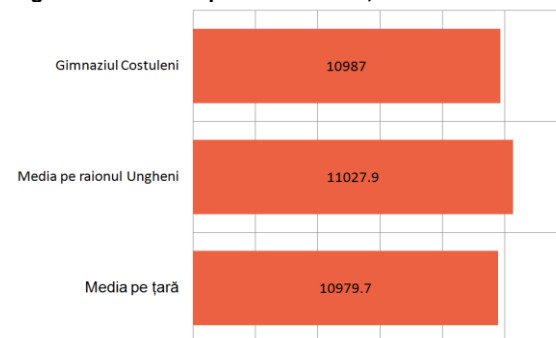 Gimnaziul Costuleni
10987
Media pe raionul Ungheni
11027.9
Media pe țară
10979.7